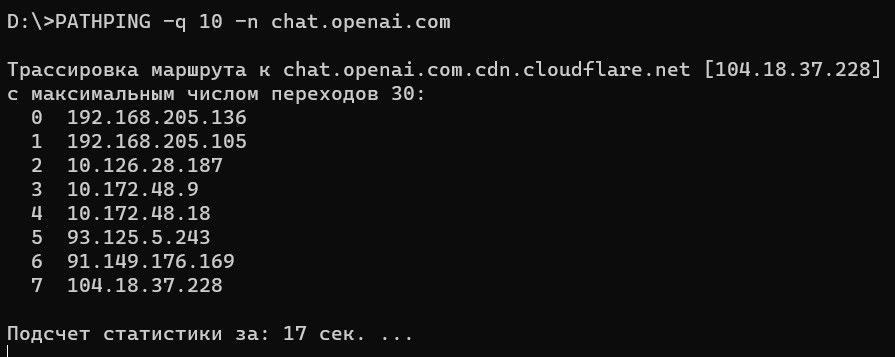 D:\>PATHPING -q 10 -n chat.openai.com
Трассировка маршрута к chat.openai.com.cdn.cloudflare.net [104.18.37.228]
с максимальным числом переходов 30:
0 192.168.205.136
1 192.168.205.105
2 10.126.28.187
3 10.172.48.9
4 10.172.48.18
5 93.125.5.243
6 91.149.176.169
7 104.18.37.228
Подсчет статистики за: 17 сек. ...